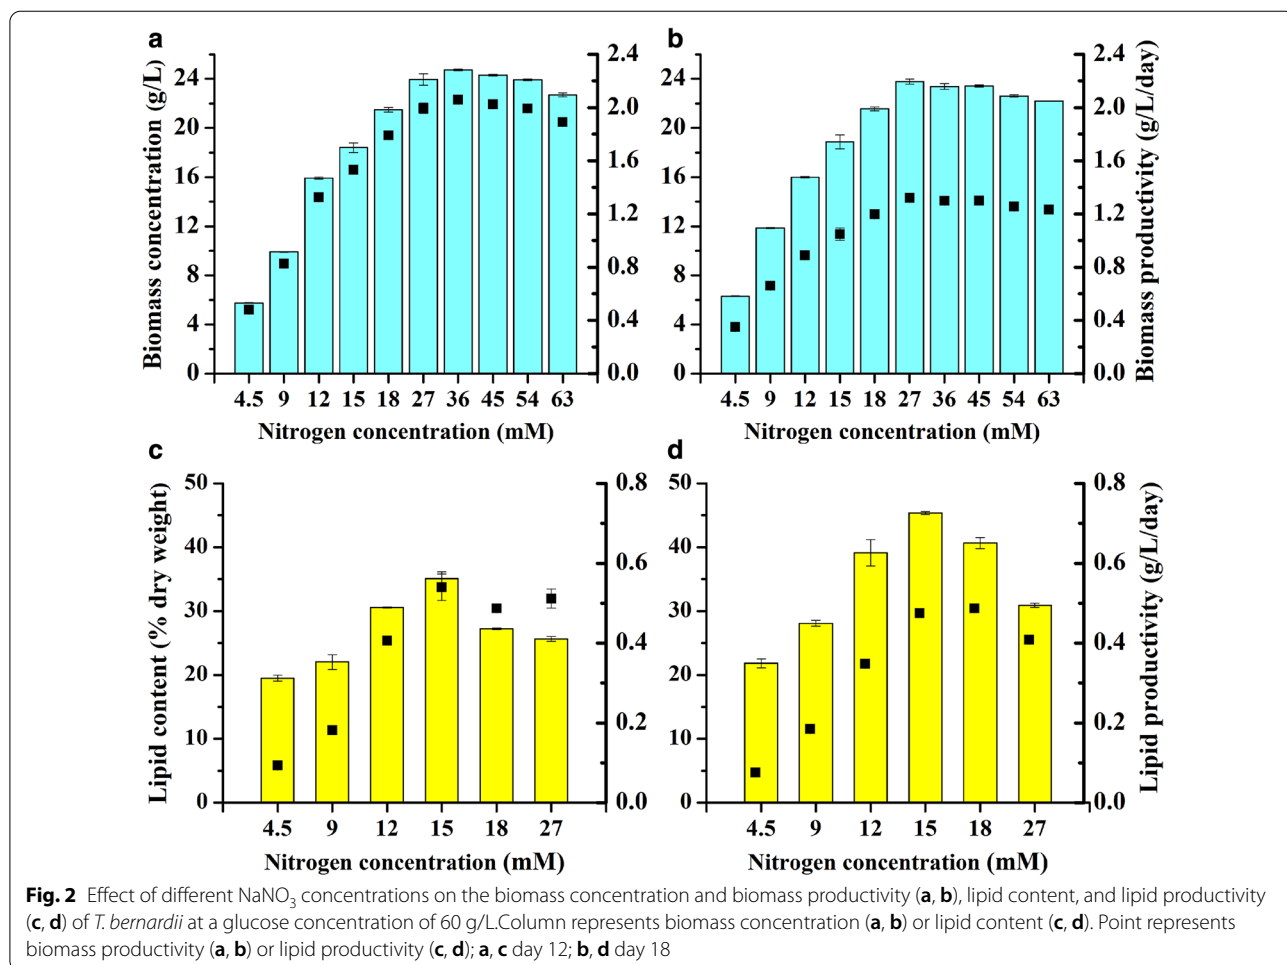 a
b
Biomass concentration (g/L)
24
20
16
12
8
4
0
2.4
2.0
1.6
1.2
0.8
0.4
0.0
4.5 9 12 15 18 27 36 45 54 63
Nitrogen concentration (mM)
24
20
16
12
8
4
0
2.4
2.0
1.6
1.2
0.8
0.4
0.0
Biomass productivity (g/L/day)
4.5 9 12 15 18 27 36 45 54 63
Nitrogen concentration (mM)
c
d
Lipid content (% dry weight)
50
40
30
20
10
0
0.8
0.6
0.4
0.2
0.0
4.5 9 12 15 18 27
Nitrogen concentration (mM)
50
40
30
20
10
0
0.8
0.6
0.4
0.2
0.0
Lipid productivity (g/L/day)
4.5 9 12 15 18 27
Nitrogen concentration (mM)
Fig. 2 Effect of different NaNO₃ concentrations on the biomass concentration and biomass productivity (a, b), lipid content, and lipid productivity
(c, d) of T. bernardii at a glucose concentration of 60 g/L.Column represents biomass concentration (a, b) or lipid content (c, d). Point represents
biomass productivity (a, b) or lipid productivity (c, d); a, c day 12; b, d day 18